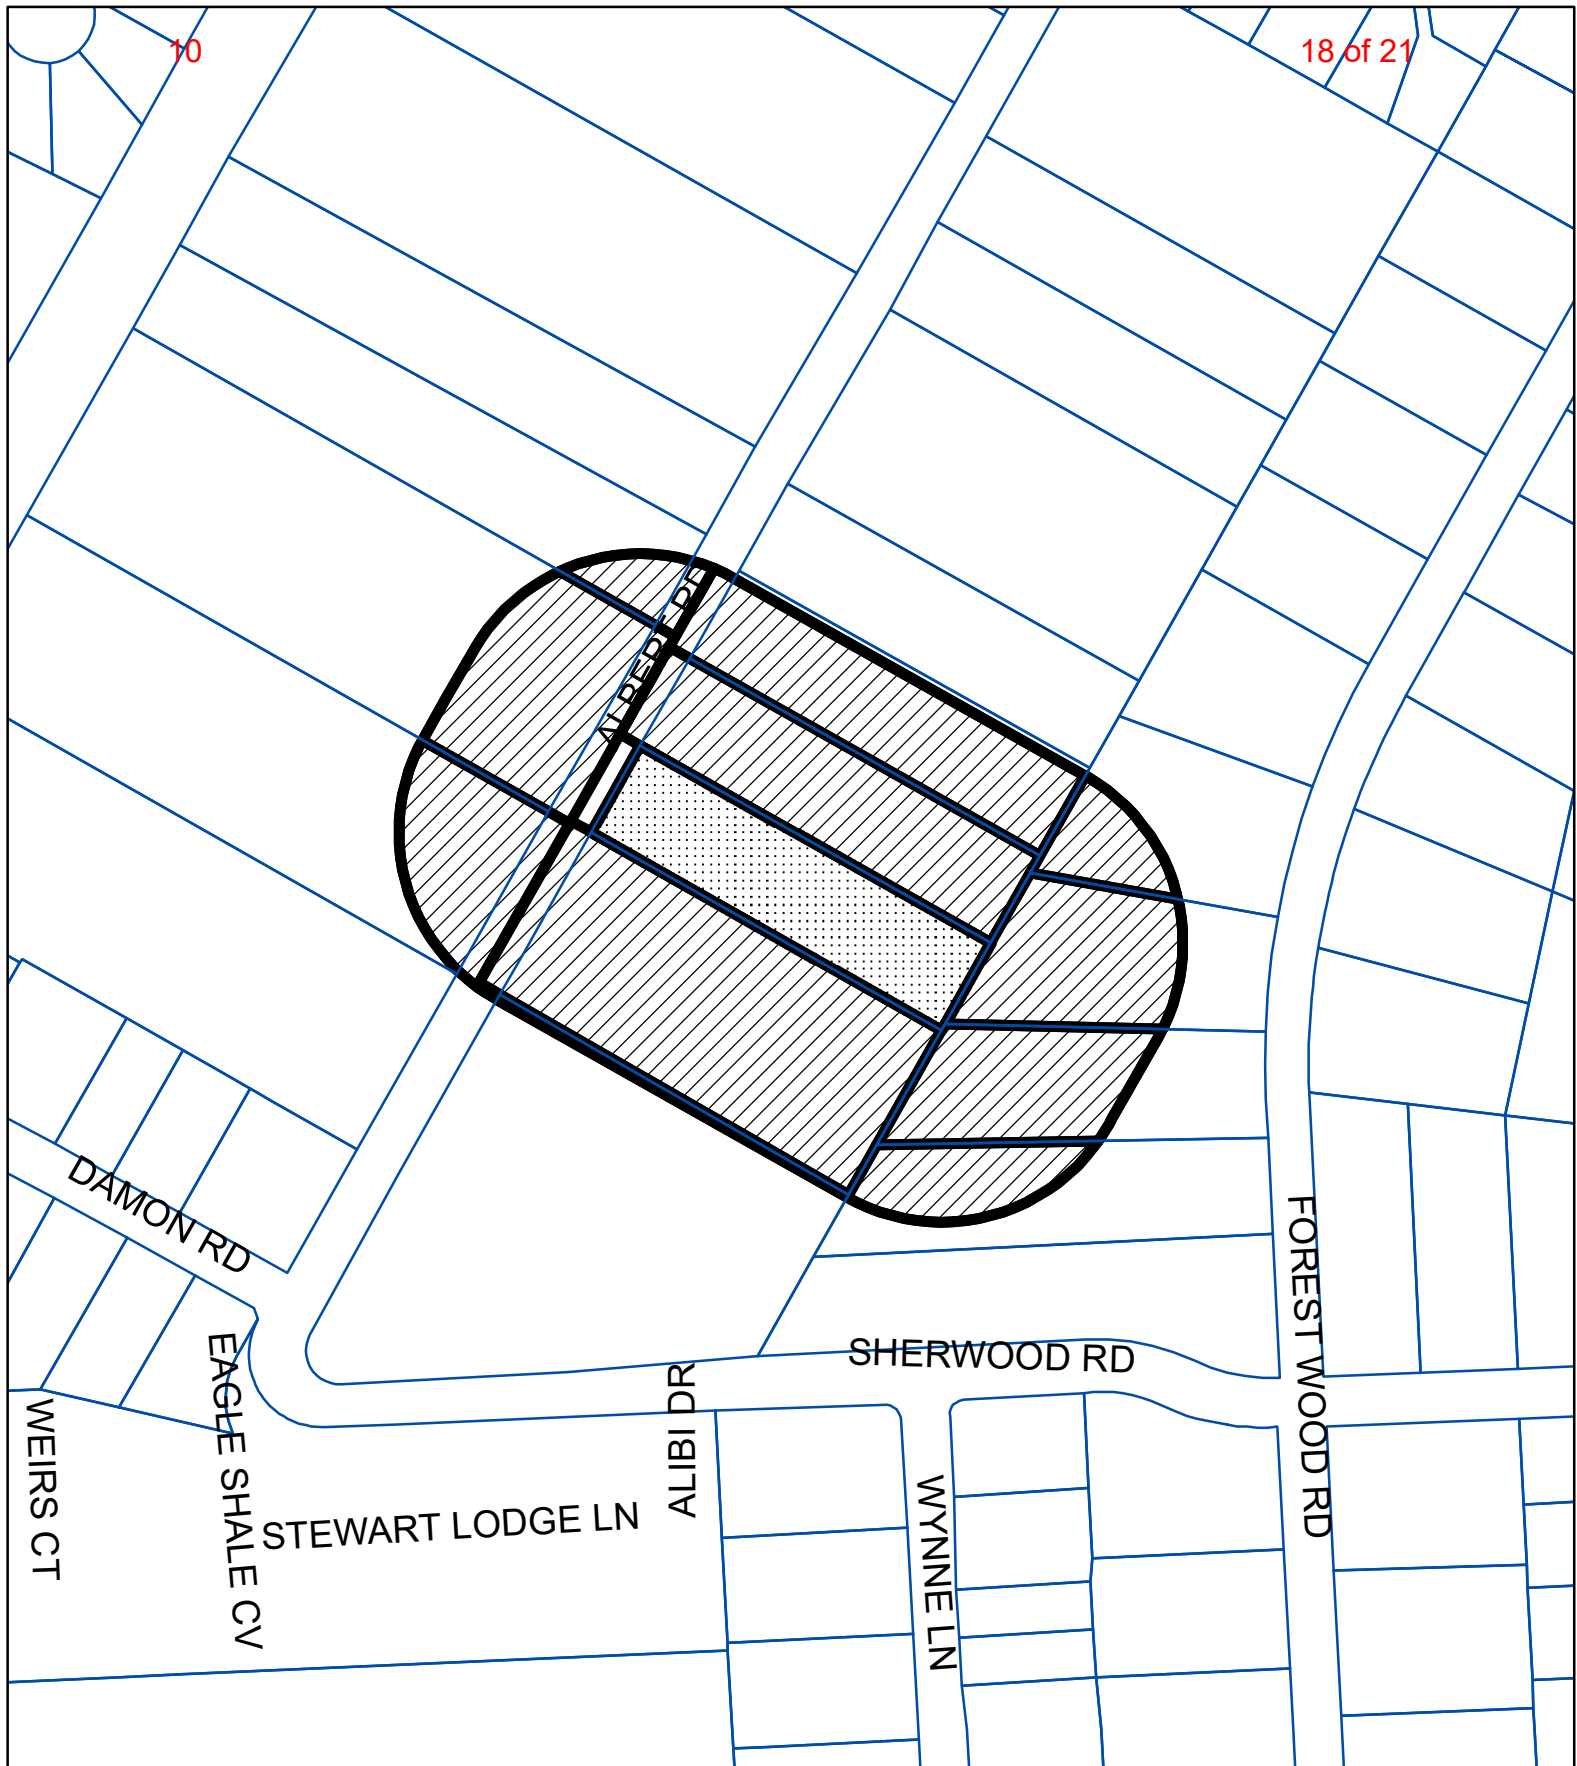 10
18 of 21
DAMON RD
FOREST WOOD RD
SHERWOOD RD
EAGLE SHALE CV
ALIBI DR
WEIRS CT
STEWART LODGE LN
WYNNE LN